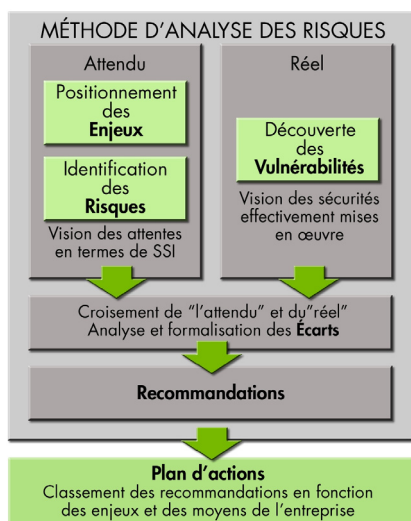 MÉTHODE D'ANALYSE DES RISQUES
Attendu
Positionnement
des
Enjeux
Identification
des
Risques
Vision des attentes
en termes de SSI
Réel
Découverte
des
Vulnérabilités
Vision des sécurités
effectivement mises
en œuvre
Croisement de "l'attendu" et du"réel"
Analyse et formalisation des Écarts
Recommandations
Plan d'actions
Classement des recommandations en fonction
des enjeux et des moyens de l'entreprise